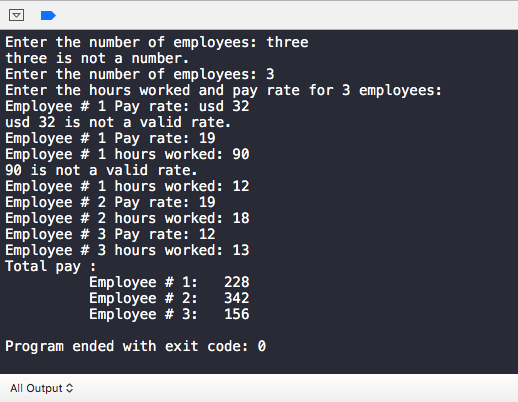 Enter the number of employees: three
three is not a number.
Enter the number of employees: 3
Enter the hours worked and pay rate for 3 employees:
Employee # 1 Pay rate: usd 32
usd 32 is not a valid rate.
Employee # 1 Pay rate: 19
Employee # 1 hours worked: 90
90 is not a valid rate.
Employee # 1 hours worked: 12
Employee # 2 Pay rate: 19
Employee # 2 hours worked: 18
Employee # 3 Pay rate: 12
Employee # 3 hours worked: 13
Total pay :
Employee # 1:   228
Employee # 2:   342
Employee # 3:   156
Program ended with exit code: 0
All Output